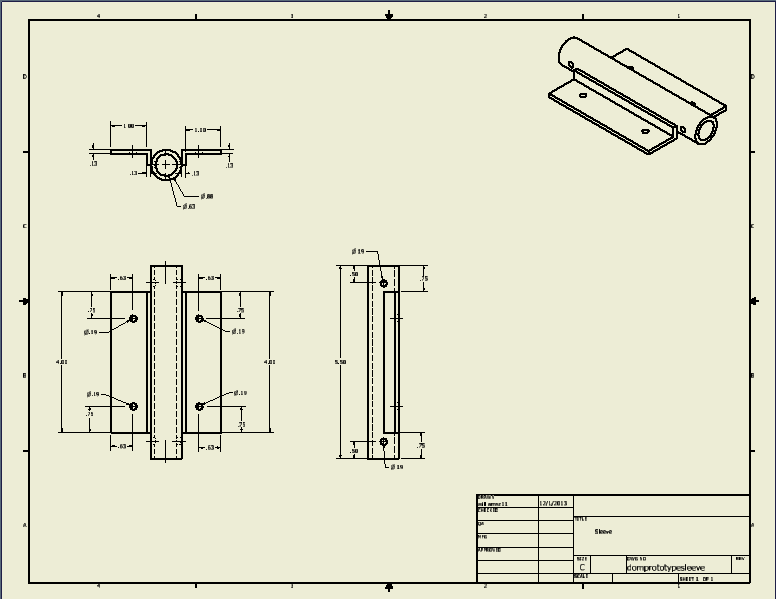 4
3
2
1
D
D
1.00
1.00
.13
.13
.13
.13
Ø.88
Ø.63
C
C
Ø.19
.50
.75
.63
.63
.75
.75
Ø.19
Ø.19
4.00
4.00
5.50
B
B
Ø.19
Ø.19
.75
.75
.63
.63
.50
.75
Ø.19
A
A
DRAWN
12/1/2013
CHECKED
QA
MFG
APPROVED
TITLE
Sleeve
SIZE
C
DWG NO
domprototypesleeve
REV
SCALE
SHEET 1 OF 1
4
3
2
1